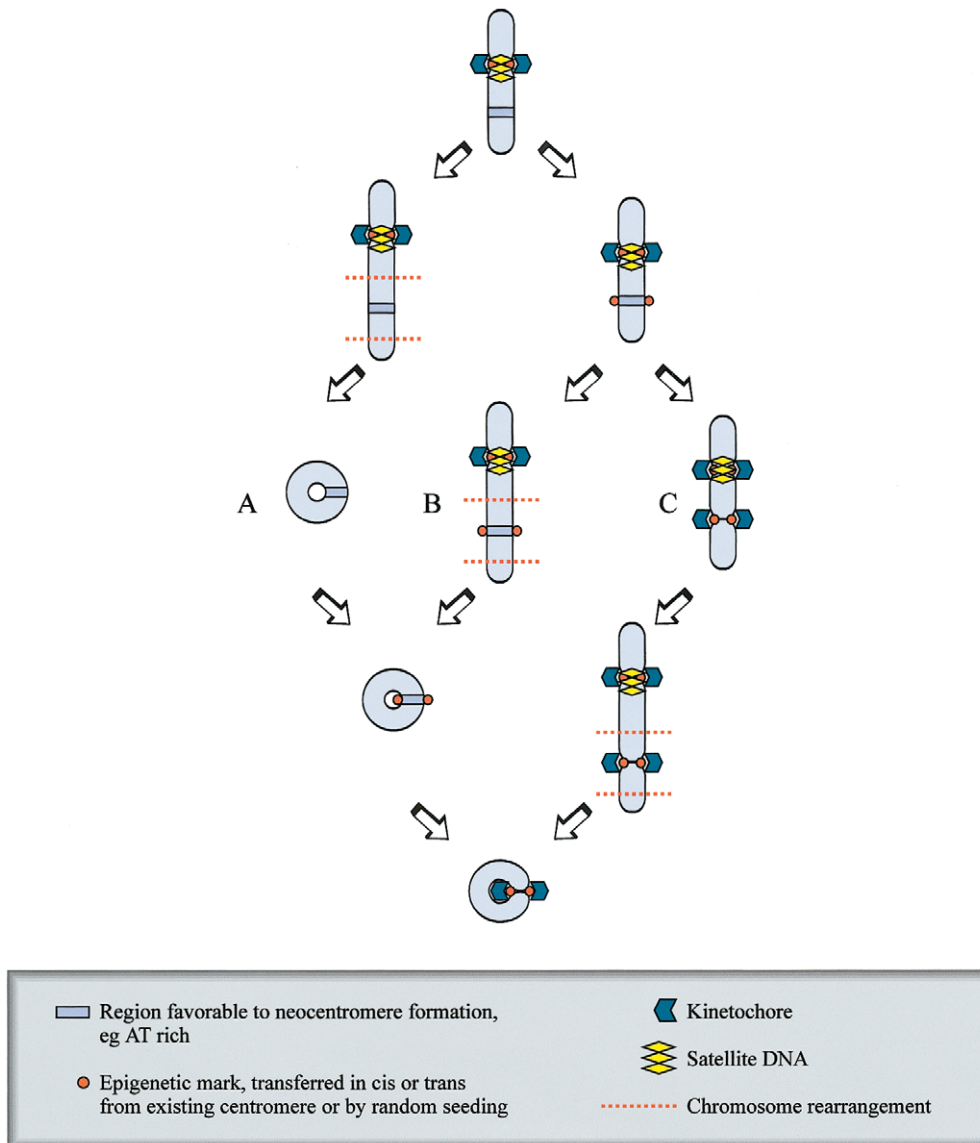 A
B
C
Region favorable to neocentromere formation,
eg AT rich
Epigenetic mark, transferred in cis or trans
from existing centromere or by random seeding
Kinetochore
Satellite DNA
Chromosome rearrangement